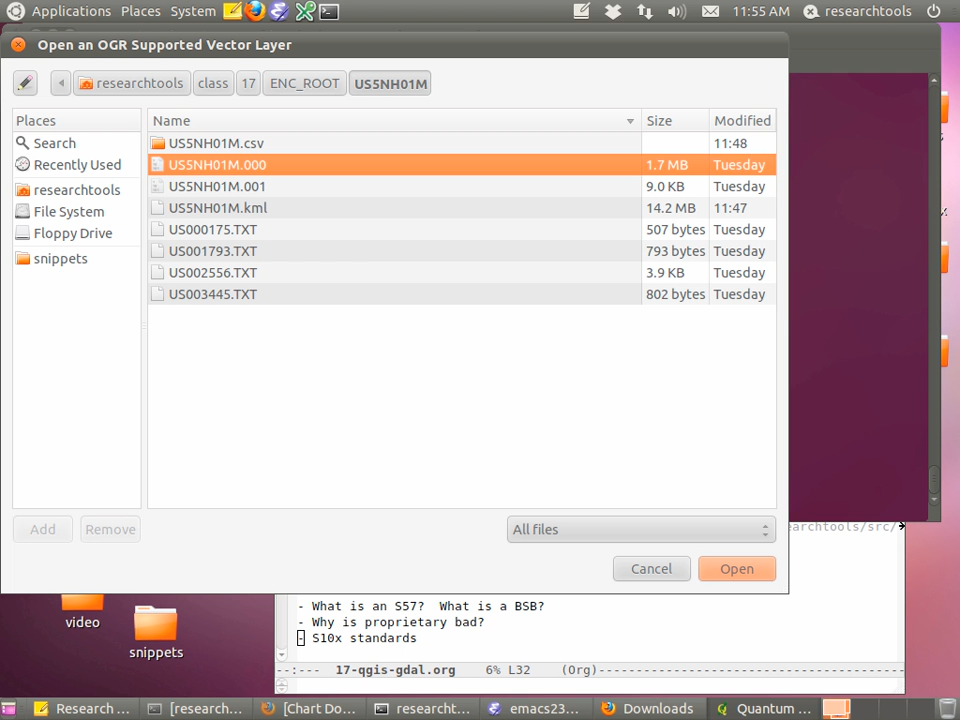 Applications Places System 11:55 AM researchtools
Open an OGR Supported Vector Layer
researchtools class 17 ENC_ROOT US5NH01M
Places Name Size Modified
Search US5NH01M.csv 11:48
Recently Used US5NH01M.000 1.7 MB Tuesday
researchtools US5NH01M.001 9.0 KB Tuesday
File System US5NH01M.kml 14.2 MB 11:47
Floppy Drive US000175.TXT 507 bytes Tuesday
snippets US001793.TXT 793 bytes Tuesday
US002556.TXT 3.9 KB Tuesday
US003445.TXT 802 bytes Tuesday
Add Remove All files
earchtools/src/
Cancel Open
- What is an S57? What is a BSB?
- Why is proprietary bad?
- S10x standards
video
snippets
--:--- 17-qgis-gdal.org 6% L32 (Org)
Research ... [researcht... [Chart Do... researcht... emacs23... Downloads Quantum ...